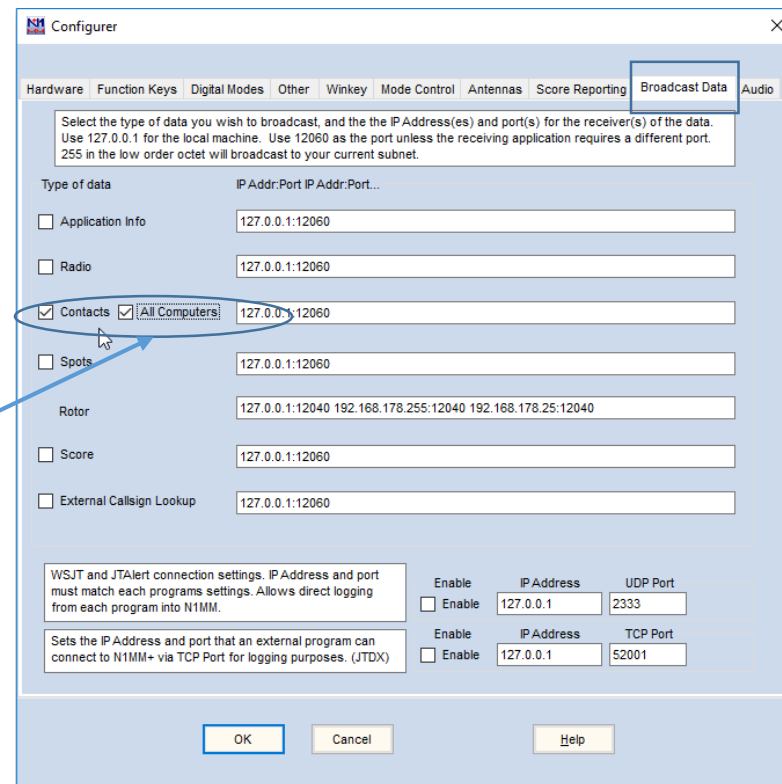 N1MM
Configurer
Hardware Function Keys Digital Modes Other Winkey Mode Control Antennas Score Reporting Broadcast Data Audio
Select the type of data you wish to broadcast, and the the IP Address(es) and port(s) for the receiver(s) of the data.
Use 127.0.0.1 for the local machine. Use 12060 as the port unless the receiving application requires a different port.
255 in the low order octet will broadcast to your current subnet.
Type of data IP Addr:Port IP Addr:Port...
Application Info 127.0.0.1:12060
Radio 127.0.0.1:12060
Contacts All Computers 127.0.0.1:12060
Spots 127.0.0.1:12060
Rotor 127.0.0.1:12040 192.168.178.255:12040 192.168.178.25:12040
Score 127.0.0.1:12060
External Callsign Lookup 127.0.0.1:12060
WSJT and JTAlert connection settings. IP Address and port
must match each programs settings. Allows direct logging
from each program into N1MM.
Enable IP Address UDP Port
Enable 127.0.0.1 2333
Sets the IP Address and port that an external program can
connect to N1MM+ via TCP Port for logging purposes. (JTDX)
Enable IP Address TCP Port
Enable 127.0.0.1 52001
OK Cancel Help